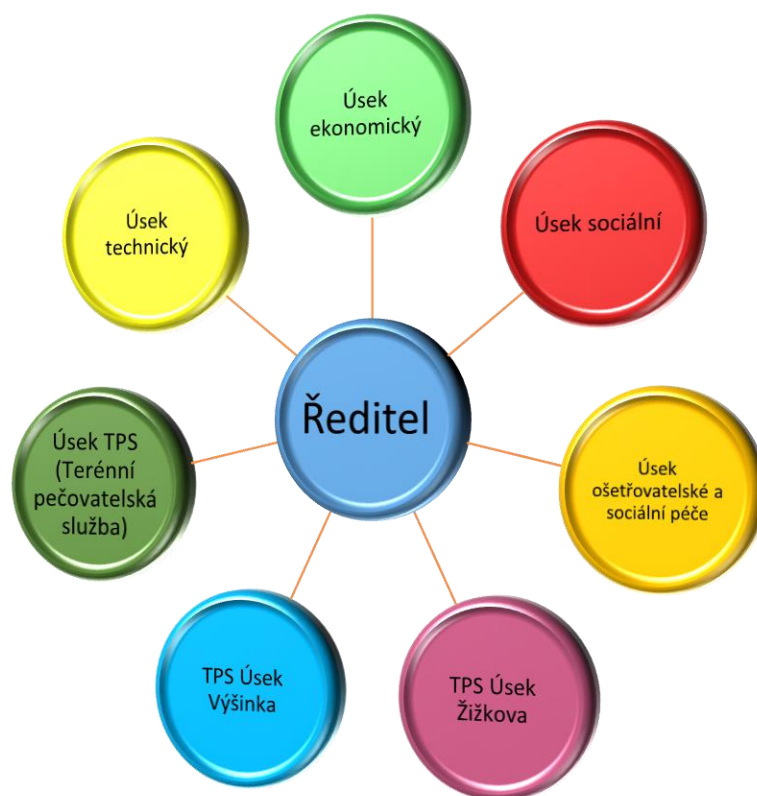 Úsek
ekonomický
Úsek
technický
Úsek sociální
Ředitel
Úsek TPS
(Terénní
pečovatelská
služba)
Úsek
ošetřovatelské a
sociální péče
TPS Úsek
Výšinka
TPS Úsek
Žižkova